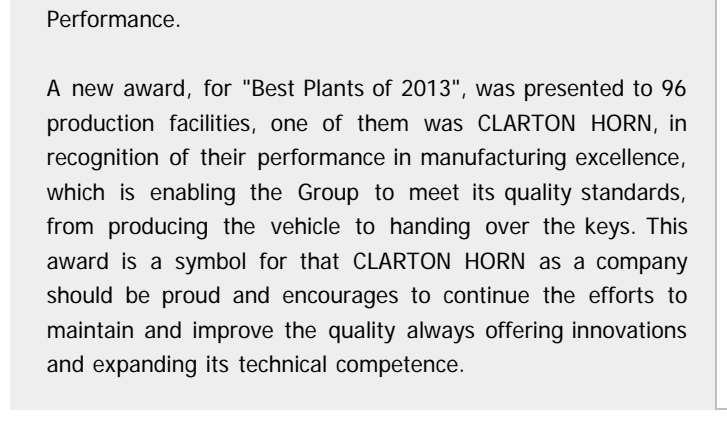 Performance.
A new award, for "Best Plants of 2013", was presented to 96
production facilities, one of them was CLARTON HORN, in
recognition of their performance in manufacturing excellence,
which is enabling the Group to meet its quality standards,
from producing the vehicle to handing over the keys. This
award is a symbol for that CLARTON HORN as a company
should be proud and encourages to continue the efforts to
maintain and improve the quality always offering innovations
and expanding its technical competence.